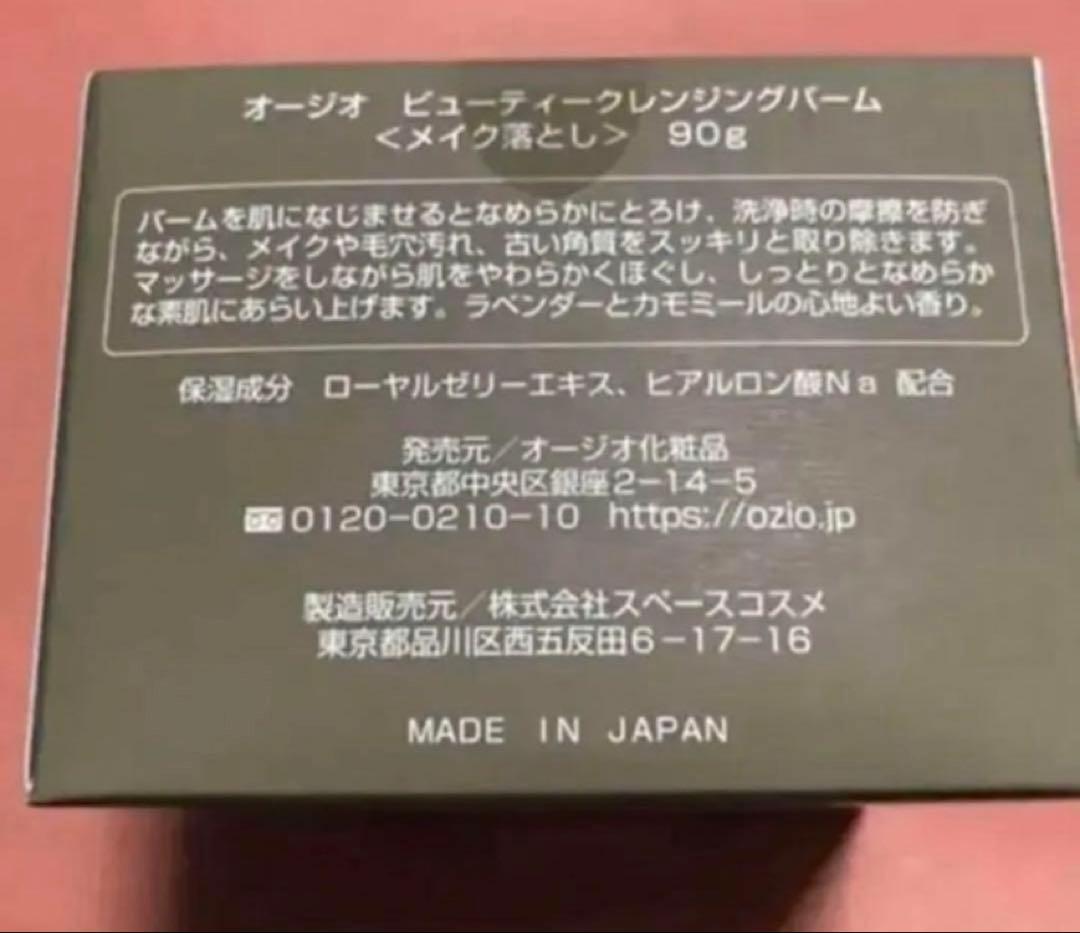 オージオ ビューティークレンジングバーム
＜メイク落とし＞ 90g
バームを肌になじませるとなめらかにとろけ、洗浄時の摩擦を防ぎ
ながら、メイクや毛穴汚れ、古い角質をスッキリと取り除きます。
マッサージをしながら肌をやわらかくほぐし、しっとりとなめらか
な素肌にあらい上げます。ラベンダーとカモミールの心地よい香り。
保湿成分 ローヤルゼリーエキス、ヒアルロン酸Na 配合
発売元／オージオ化粧品
東京都中央区銀座2－14－5
0120－0210－10 https://ozio.jp
製造販売元／株式会社スペースコスメ
東京都品川区西五反田6－17－16
MADE IN JAPAN